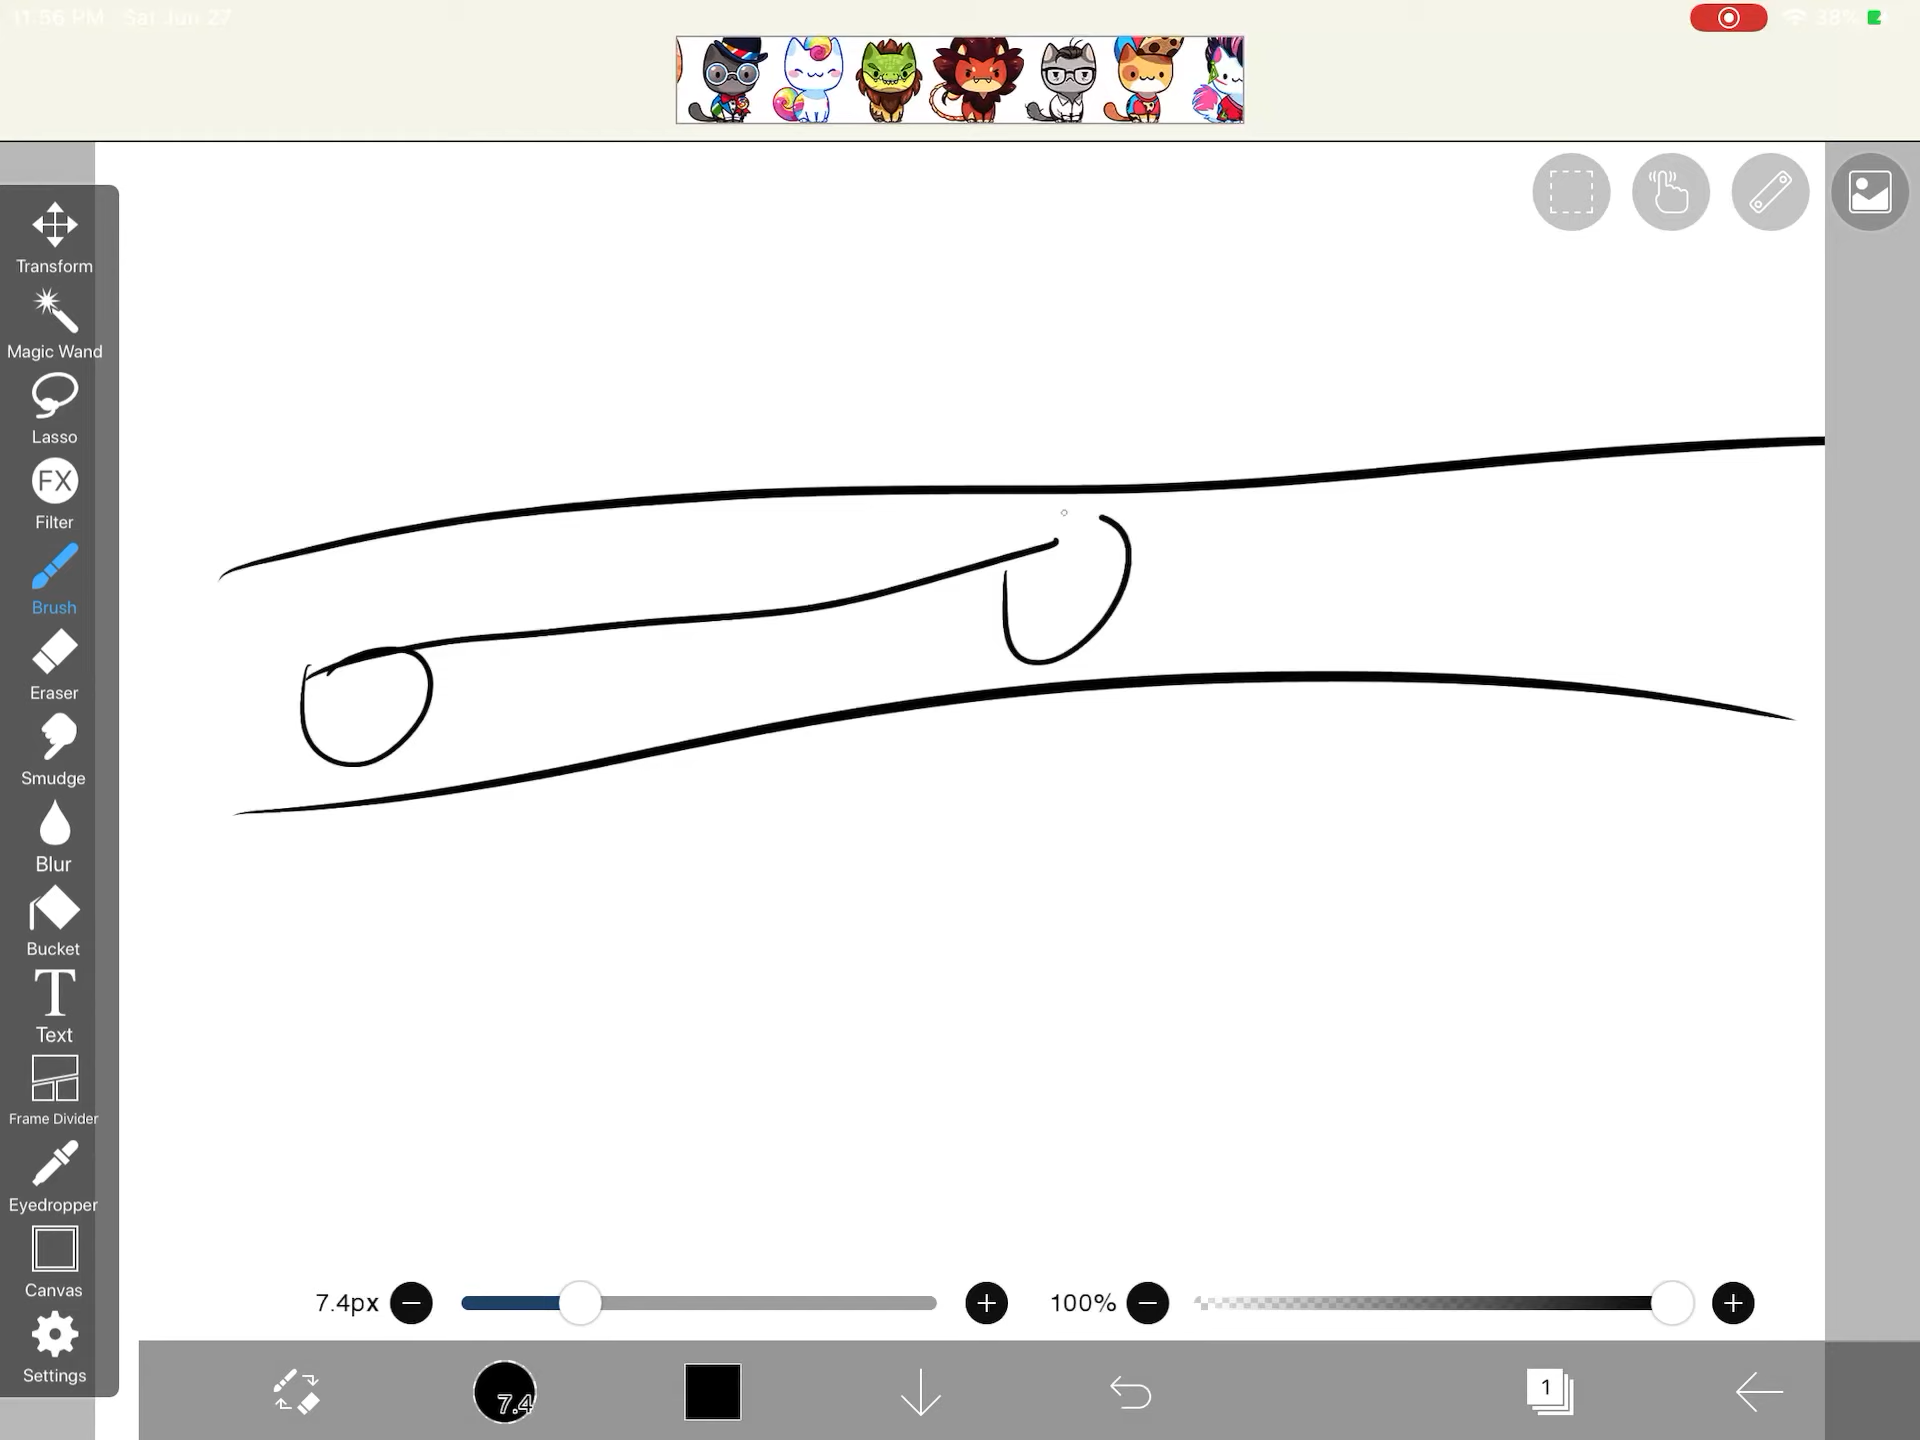 11:56 PM Sat Jun 27
38%
Transform
Magic Wand
Lasso
FX
Filter
Brush
Eraser
Smudge
Blur
Bucket
T
Text
Frame Divider
Eyedropper
Canvas
Settings
7.4px
100%
7.4
1